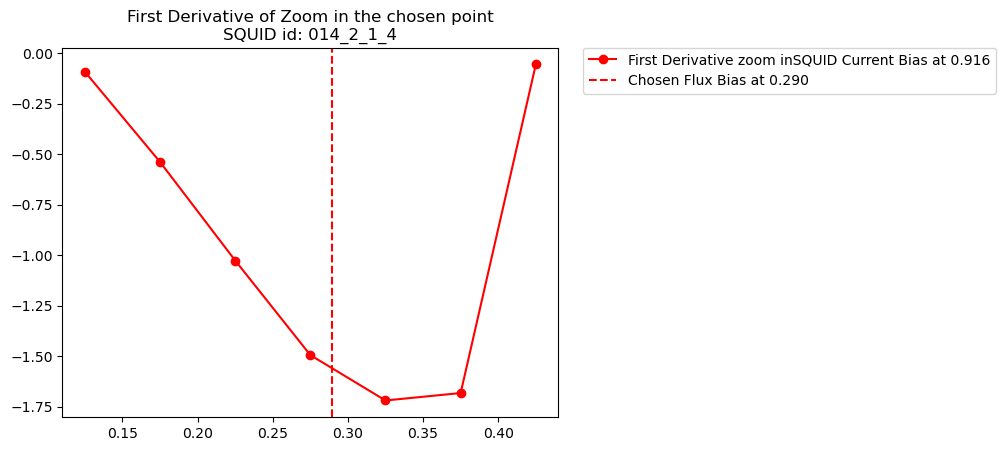 First Derivative of Zoom in the chosen point
SQUID id: 014_2_1_4
First Derivative zoom inSQUID Current Bias at 0.916
Chosen Flux Bias at 0.290
0.00
−0.25
−0.50
−0.75
−1.00
−1.25
−1.50
−1.75
0.15 0.20 0.25 0.30 0.35 0.40